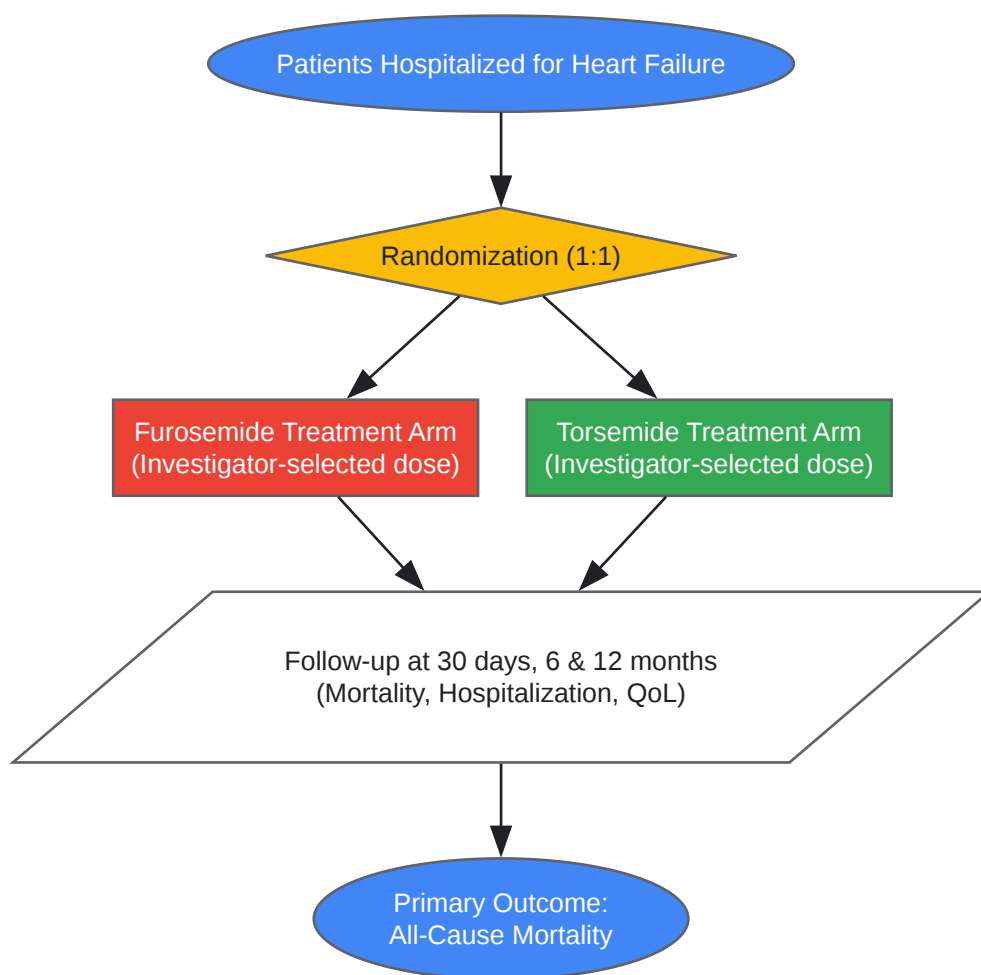 Patients Hospitalized for Heart Failure
Randomization (1:1)
Furosemide Treatment Arm
(Investigator-selected dose)
Torsemide Treatment Arm
(Investigator-selected dose)
Follow-up at 30 days, 6 & 12 months
(Mortality, Hospitalization, QoL)
Primary Outcome:
All-Cause Mortality